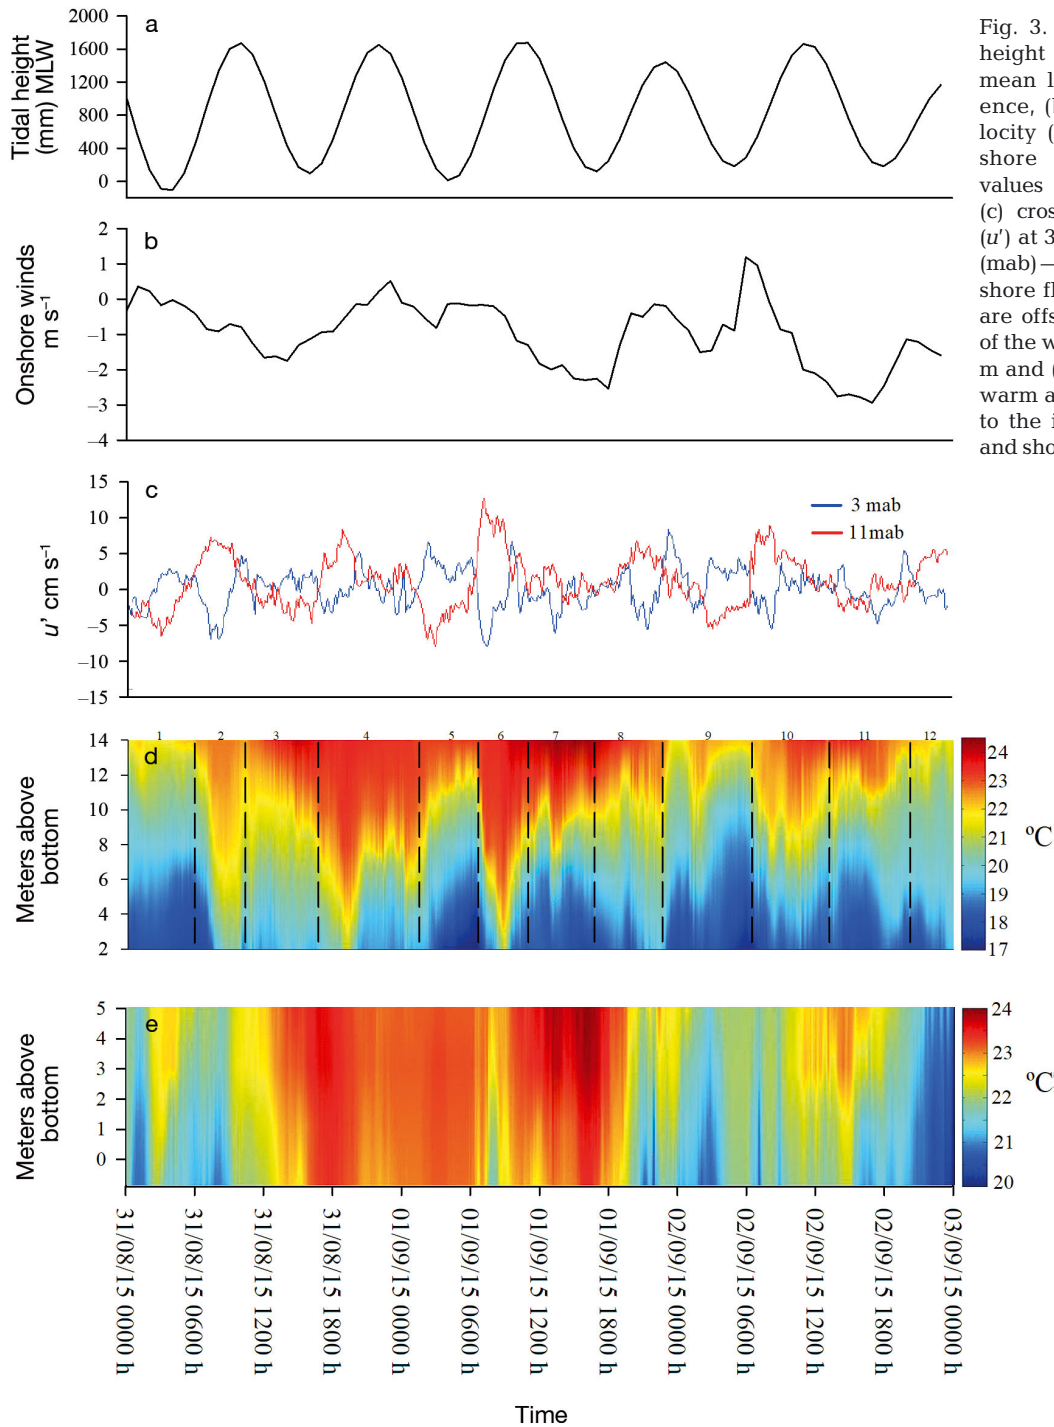 a
2000
1600
1200
800
400
0
Tidal height
(mm) MLW
b
2
1
0
–1
–2
–3
–4
Onshore winds
m s⁻¹
c
15
10
5
0
–5
–10
–15
u' cm s⁻¹
3 mab
11mab
d
1 2 3 4 5 6 7 8 9 10 11 12
14
12
10
8
6
4
2
Meters above
bottom
24
23
22
21
20
19
18
17
ºC
e
5
4
3
2
1
0
Meters above
bottom
24
23
22
21
20
ºC
31/08/15 0000 h
31/08/15 0600 h
31/08/15 1200 h
31/08/15 1800 h
01/09/15 0000 h
01/09/15 0600 h
01/09/15 1200 h
01/09/15 1800 h
02/09/15 0000 h
02/09/15 0600 h
02/09/15 1200 h
02/09/15 1800 h
03/09/15 0000 h
Time
Fig. 3.
height
mean l
ence, (b
locity (
shore
values
(c) cros
(u') at 3
(mab)—
shore fl
are offs
of the w
m and (
warm a
to the i
and sho